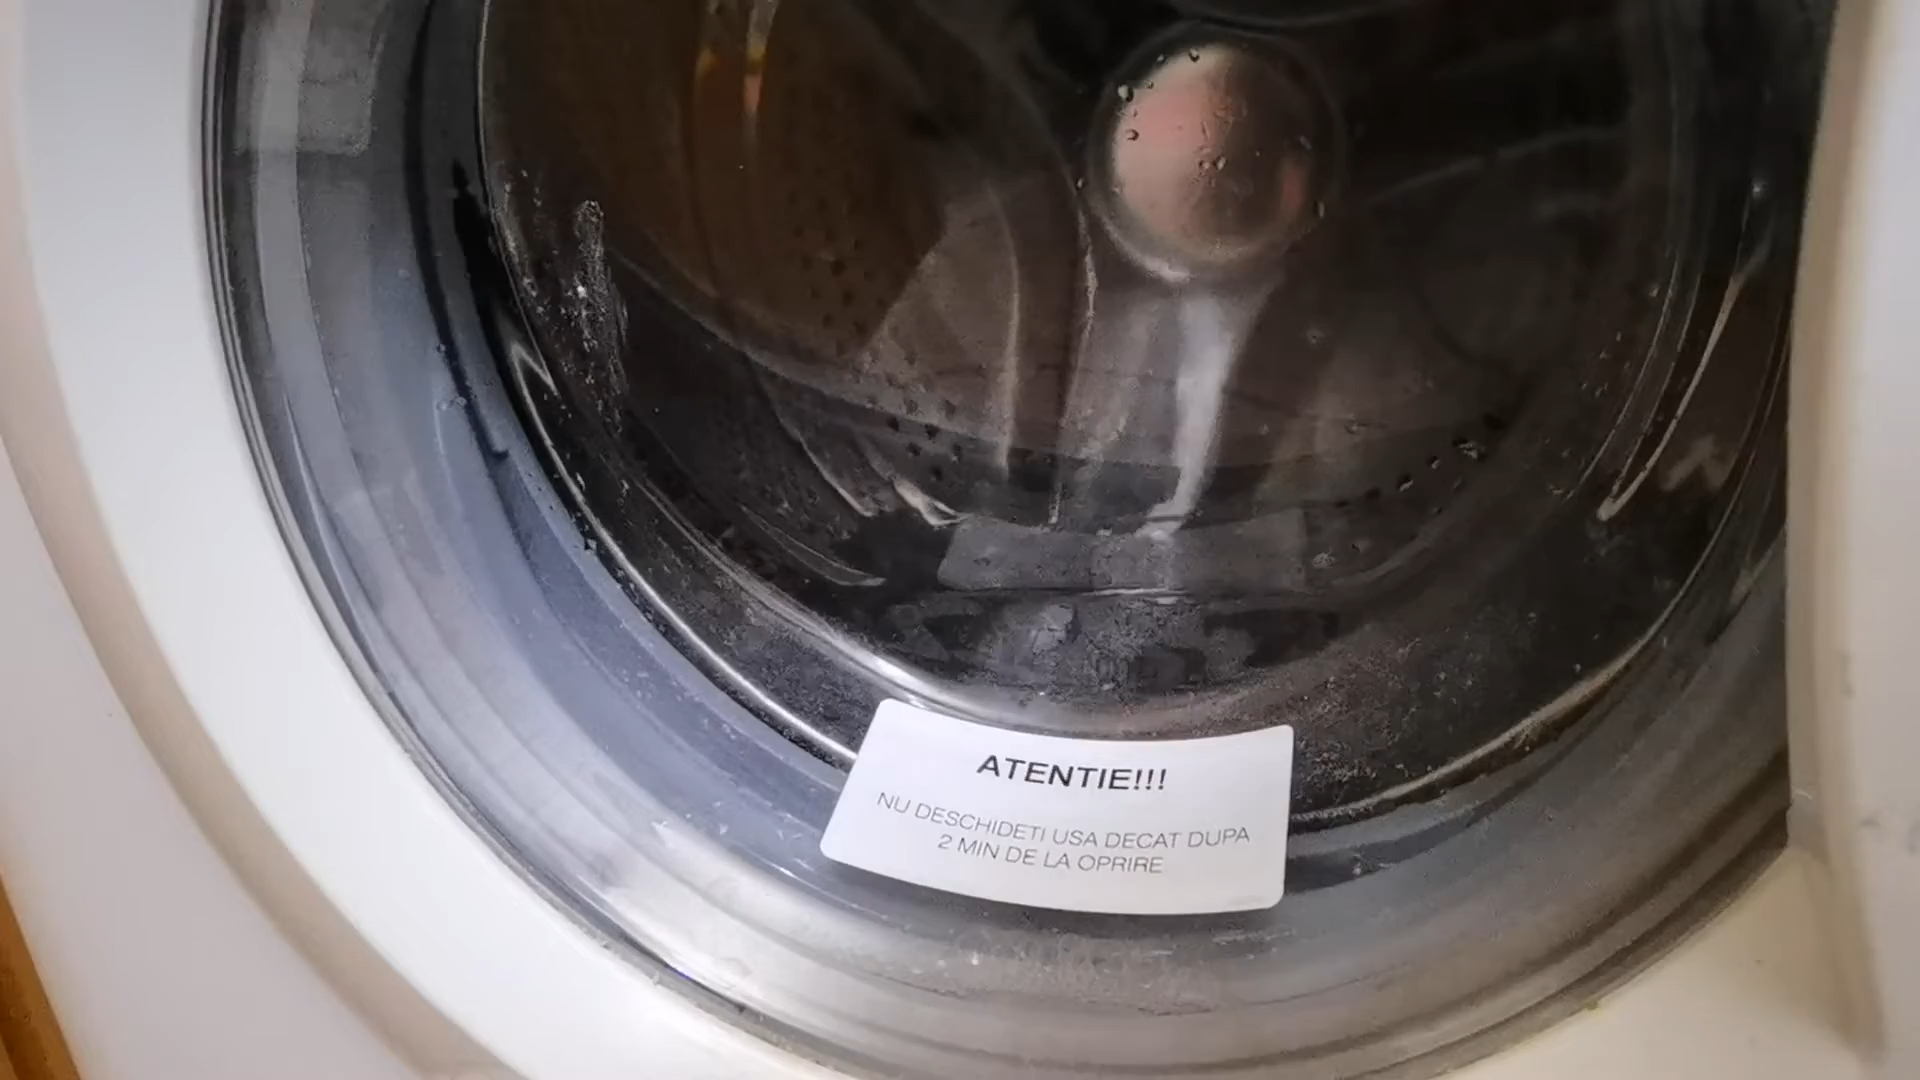 ATENTIE!!!
NU DESCHIDETI USA DECAT DUPA
2 MIN DE LA OPRIRE